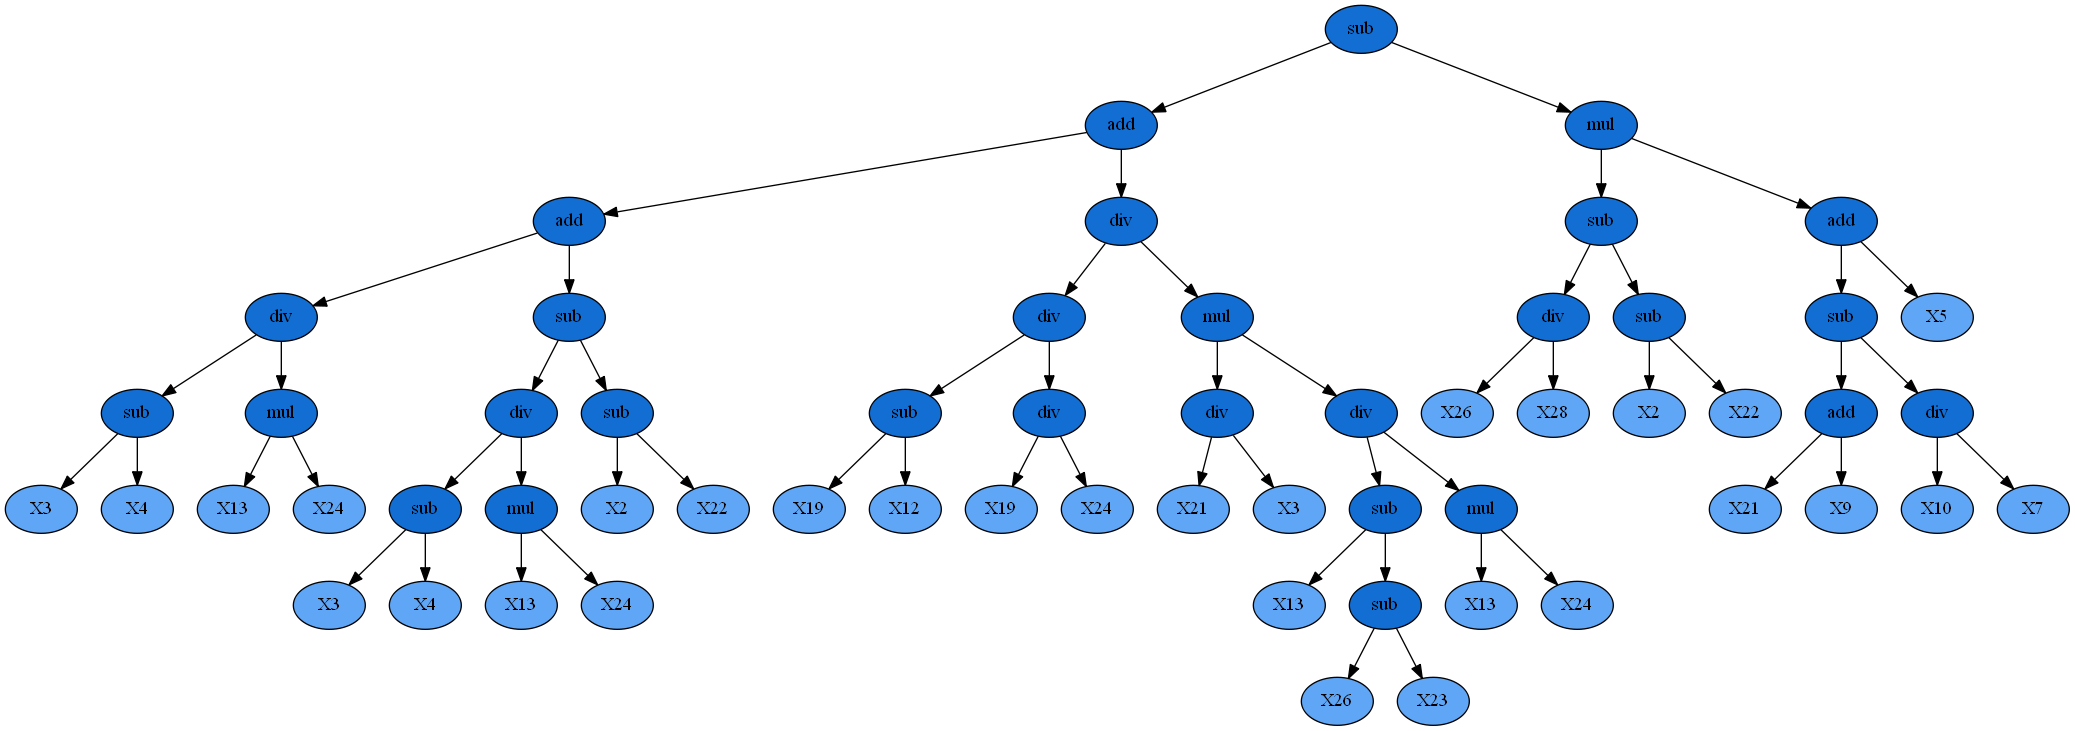 sub
add mul
add div sub add
div sub div mul div sub sub X5
sub mul div sub sub div div div X26 X28 X2 X22 add div
X3 X4 X13 X24 sub mul X2 X22 X19 X12 X19 X24 X21 X3 sub mul X21 X9 X10 X7
X3 X4 X13 X24 X13 sub X13 X24
X26 X23